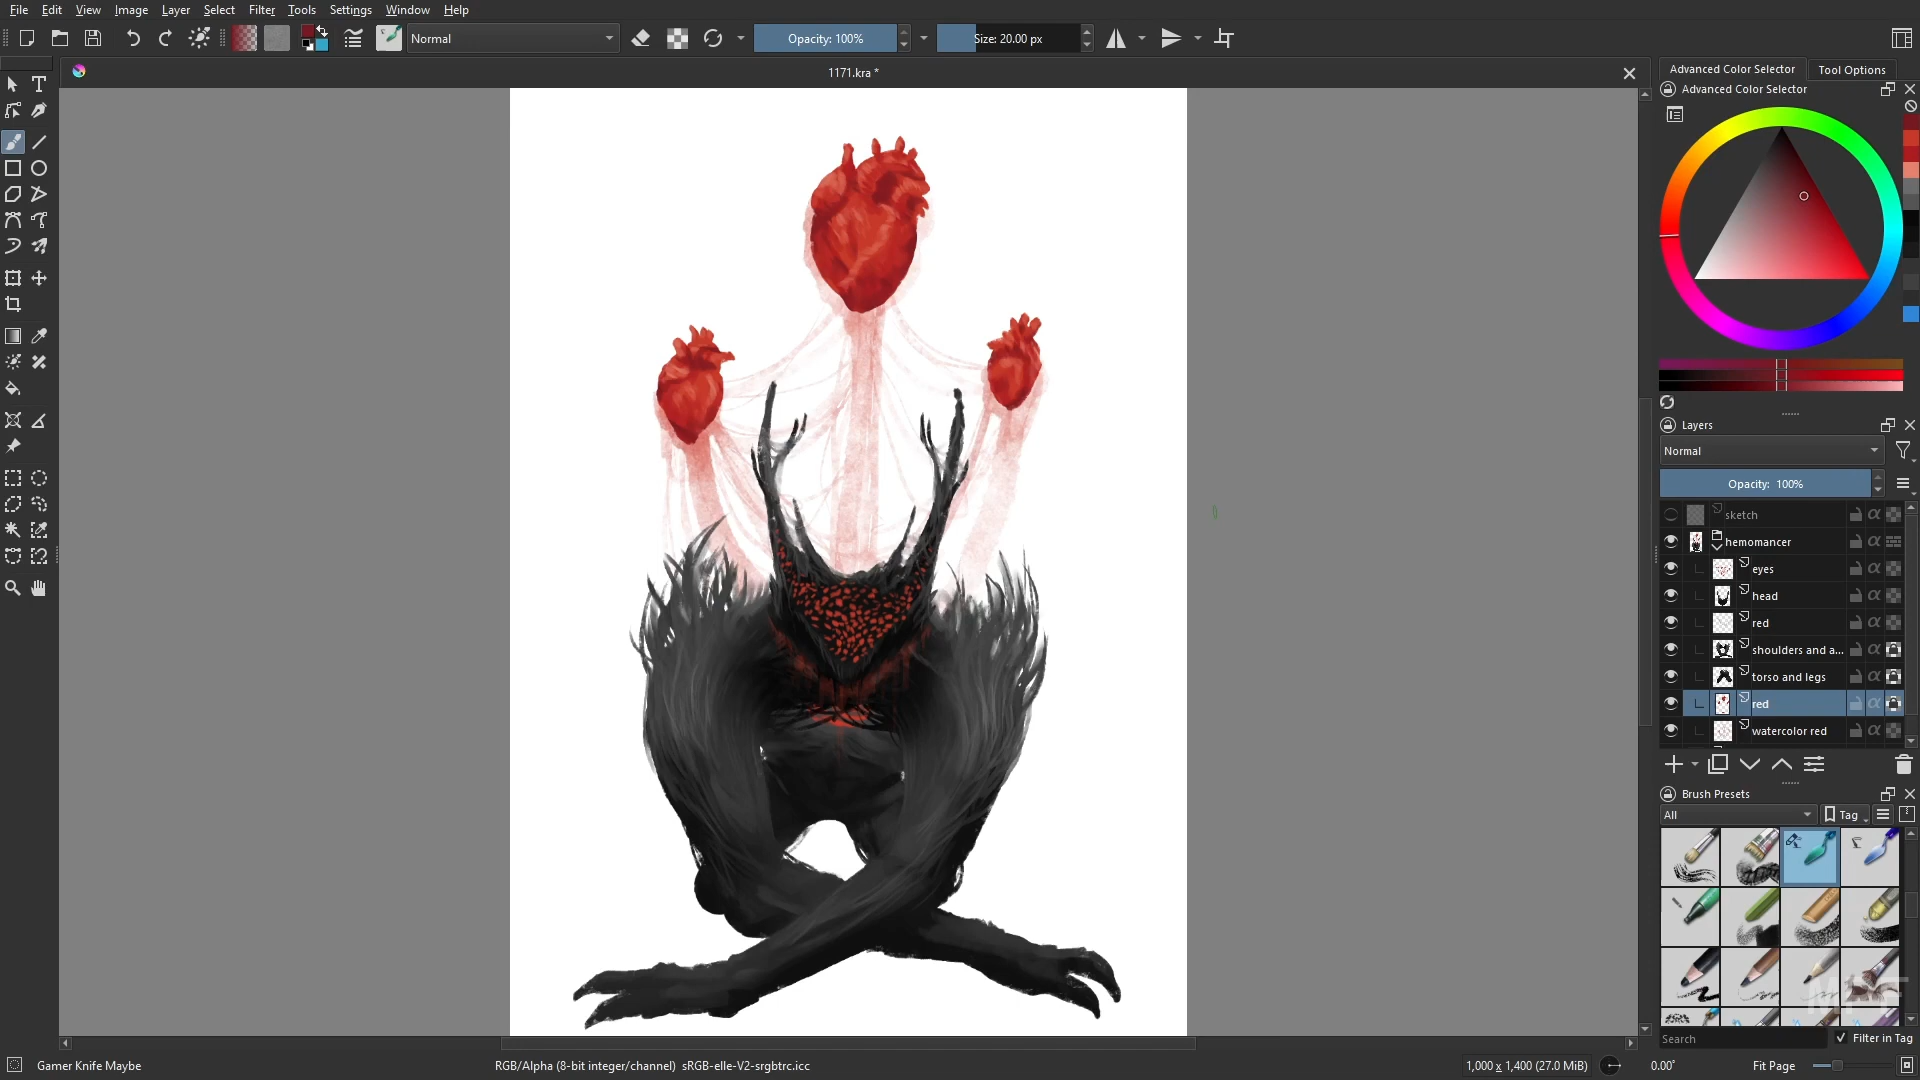 File Edit View Image Layer Select Filter Tools Settings Window Help
Normal
Opacity: 100%
Size: 20.00 px
1171.kra *
Advanced Color Selector
Tool Options
Advanced Color Selector
Layers
Normal
Opacity: 100%
sketch
hemomancer
eyes
head
red
shoulders and a...
torso and legs
red
watercolor red
Brush Presets
All
Tag
Search
Filter in Tag
Gamer Knife Maybe
RGB/Alpha (8-bit integer/channel) sRGB-elle-V2-srgbtrc.icc
1,000 x 1,400 (27.0 MiB)
0.00°
Fit Page